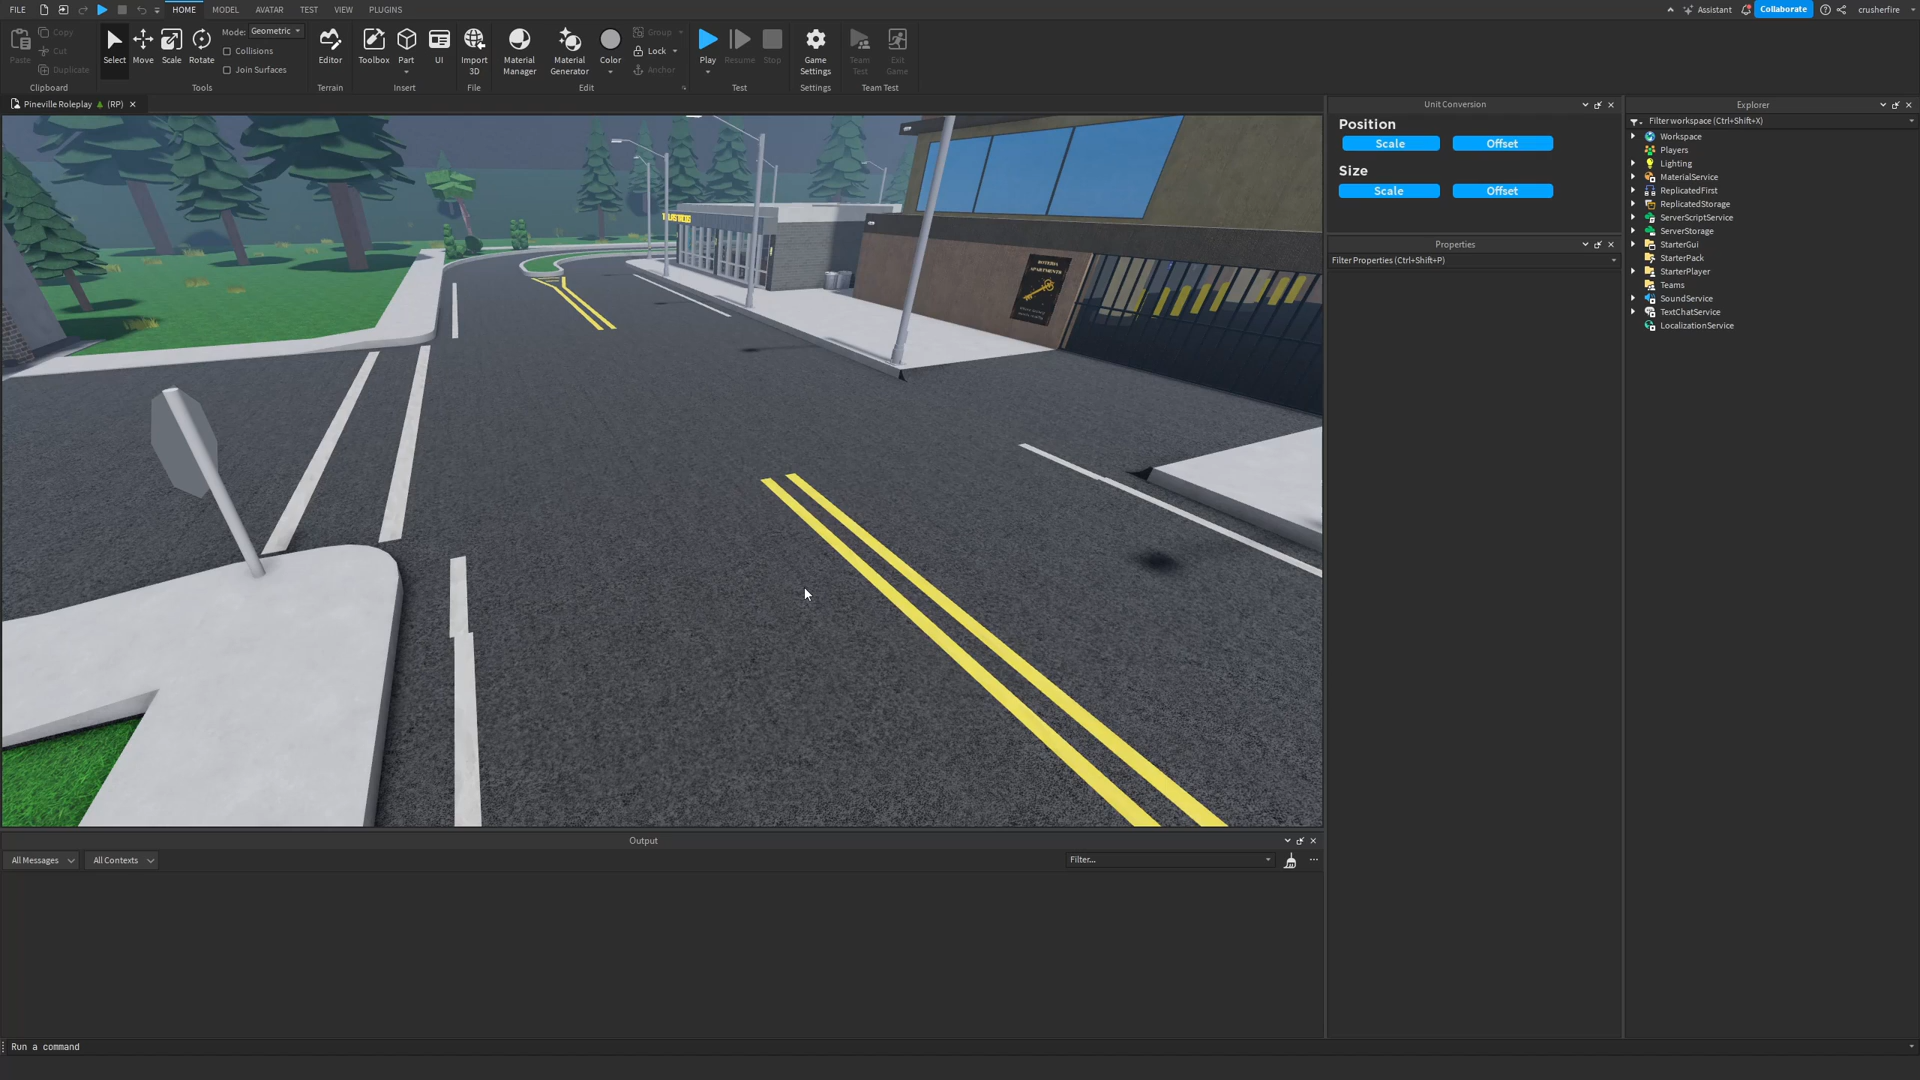 FILE HOME MODEL AVATAR TEST VIEW PLUGINS Assistant Collaborate crusherfire
Paste Copy Cut Duplicate Select Move Scale Rotate Mode: Geometric Collisions Join Surfaces Editor Toolbox Part UI Import 3D Material Manager Material Generator Color Group Lock Anchor Play Resume Stop Game Settings Team Test Exit Game
Clipboard Tools Terrain Insert File Edit Test Settings Team Test
Pineville Roleplay (RP)
Unit Conversion
Position
Scale Offset
Size
Scale Offset
Properties
Filter Properties (Ctrl+Shift+P)
Explorer
Filter workspace (Ctrl+Shift+X)
Workspace
Players
Lighting
MaterialService
ReplicatedFirst
ReplicatedStorage
ServerScriptService
ServerStorage
StarterGui
StarterPack
StarterPlayer
Teams
SoundService
TextChatService
LocalizationService
APARTMENTS
Output
All Messages All Contexts Filter...
Run a command